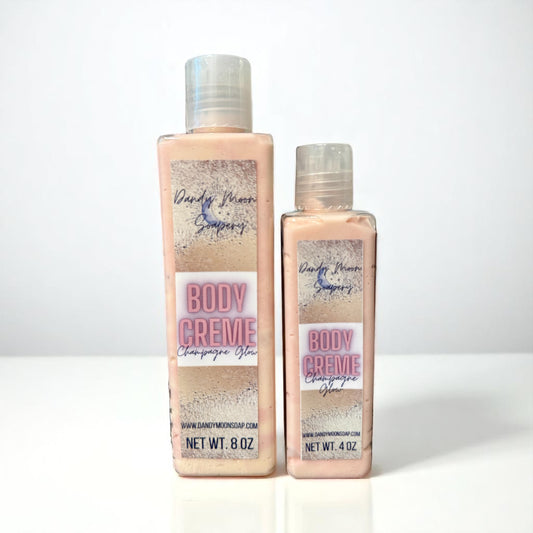 Dandy Moon
Soapery
BODY
CREME
Champagne Glow
WWW.DANDYMOONSOAP.COM
NET WT. 8 OZ
Dandy Moon
Soapery
BODY
CREME
Champagne
Glow
WWW.DANDYMOONSOAP.COM
NET WT. 4 OZ